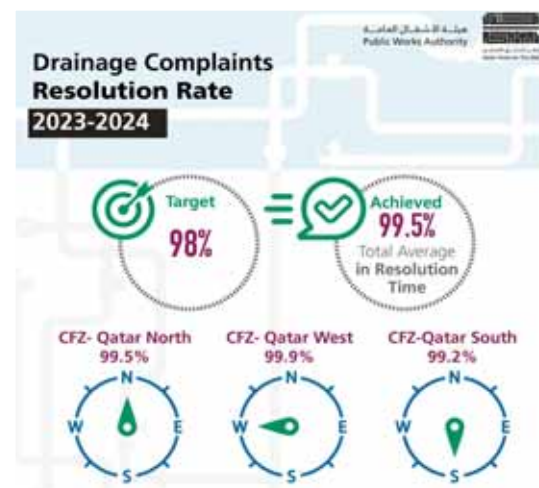 هيئة الأشغال العامة
Public Works Authority
Drainage Complaints
Resolution Rate
2023-2024
Target
98%
Achieved
99.5%
Total Average
in Resolution
Time
CFZ- Qatar North
99.5%
CFZ- Qatar West
99.9%
CFZ-Qatar South
99.2%
N
W
E
S
N
W
E
S
N
W
E
S